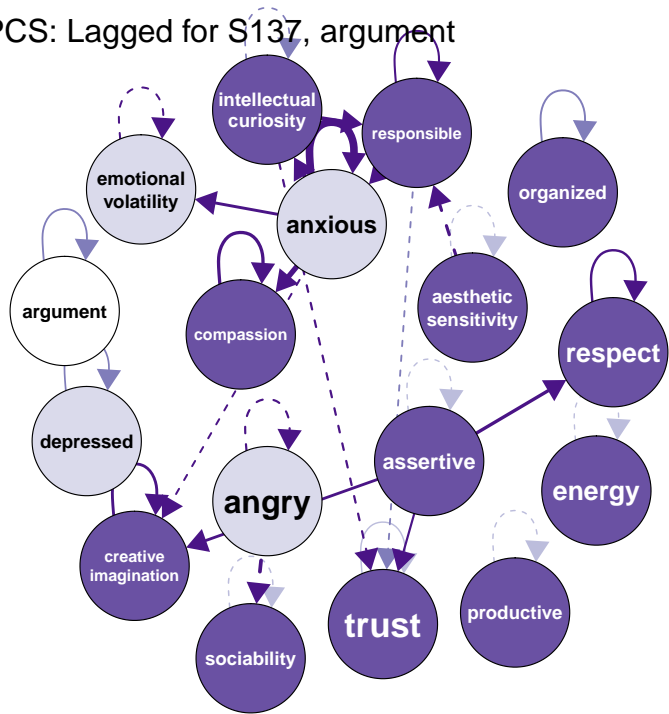 PCS: Lagged for S137, argument
intellectual
curiosity
responsible
emotional
volatility
organized
anxious
argument
aesthetic
sensitivity
compassion
respect
depressed
assertive
angry
energy
creative
imagination
trust
productive
sociability